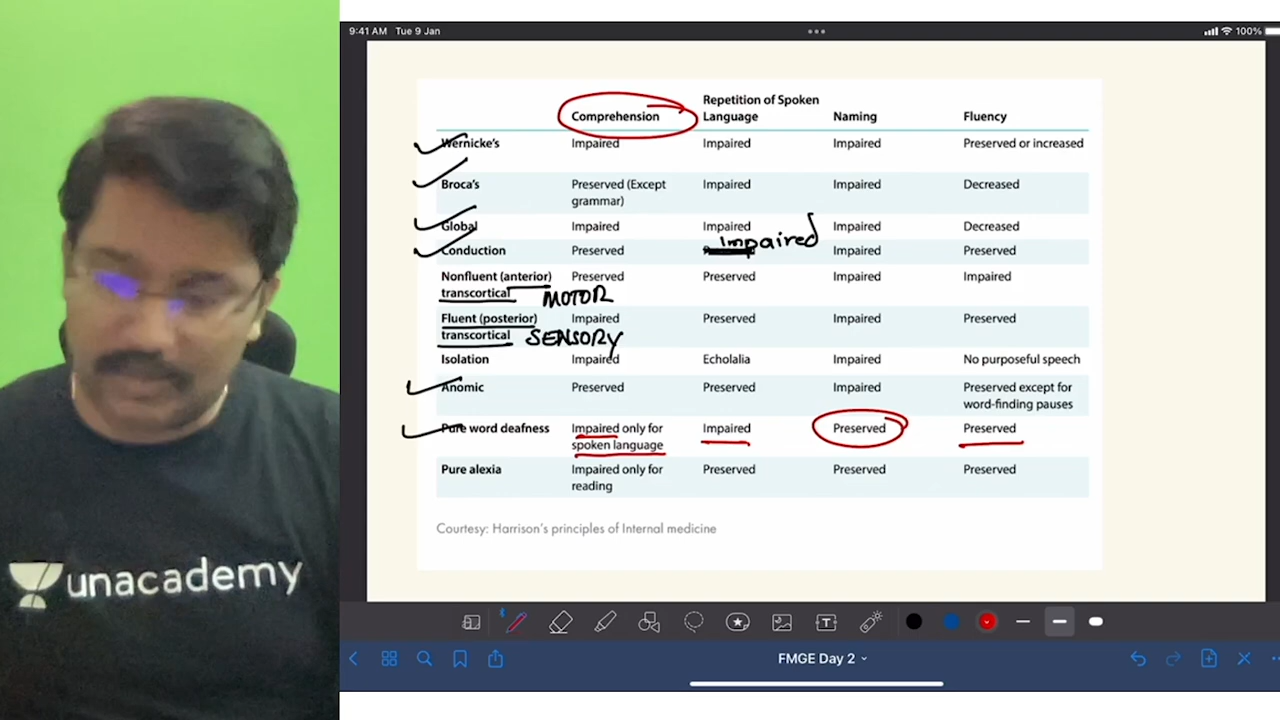 9:41 AM Tue 9 Jan
100%
Comprehension Repetition of Spoken Language Naming Fluency
Wernicke's Impaired Impaired Impaired Preserved or increased
Broca's Preserved (Except grammar) Impaired Impaired Decreased
Global Impaired Impaired Impaired Decreased
Conduction Preserved Impaired Impaired Preserved
Nonfluent (anterior) transcortical MOTOR Preserved Preserved Impaired Impaired
Fluent (posterior) transcortical SENSORY Impaired Preserved Impaired Preserved
Isolation Impaired Echolalia Impaired No purposeful speech
Anomic Preserved Preserved Impaired Preserved except for word-finding pauses
Pure word deafness Impaired only for spoken language Impaired Preserved Preserved
Pure alexia Impaired only for reading Preserved Preserved Preserved
Courtesy: Harrison's principles of Internal medicine
unacademy
T
FMGE Day 2